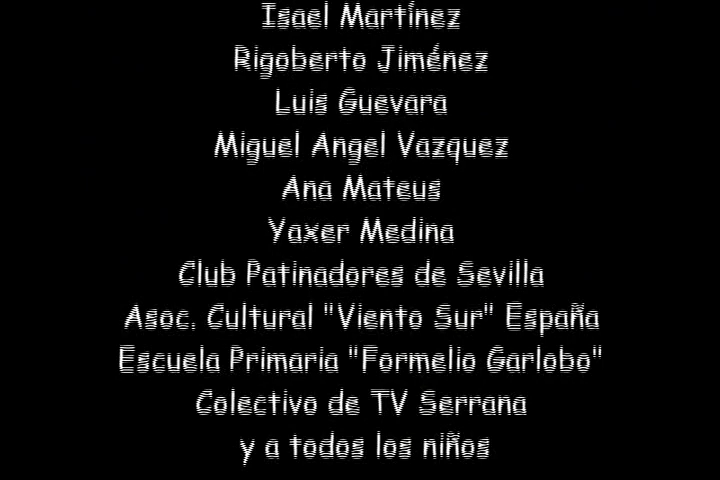 Isael Martínez
Rigoberto Jiménez
Luis Guevara
Miguel Angel Vazquez
Ana Mateus
Yaxer Medina
Club Patinadores de Sevilla
Asoc. Cultural "Viento Sur" España
Escuela Primaria "Formelio Garlobo"
Colectivo de TV Serrana
y a todos los niños